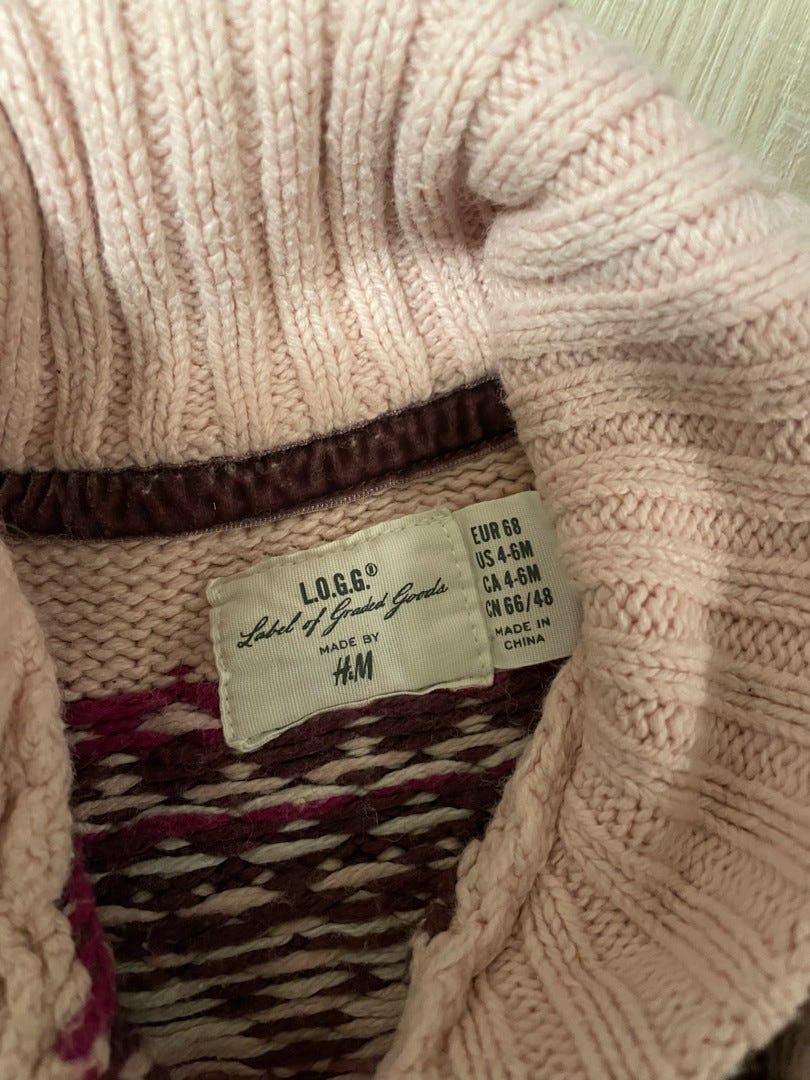 L.O.G.G.®
Label of Graded Goods
MADE BY
H&M
EUR 68
US 4-6M
CA 4-6M
CN 66/48
MADE IN
CHINA